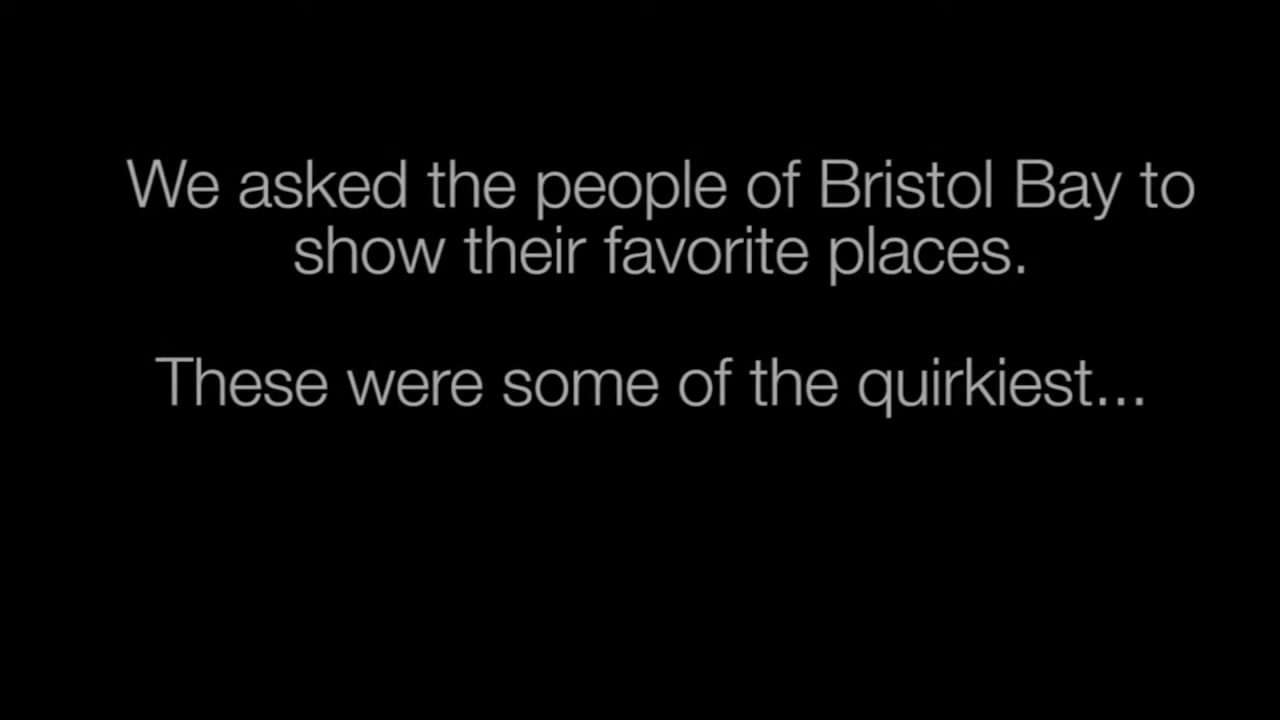 We asked the people of Bristol Bay to
show their favorite places.
These were some of the quirkiest...